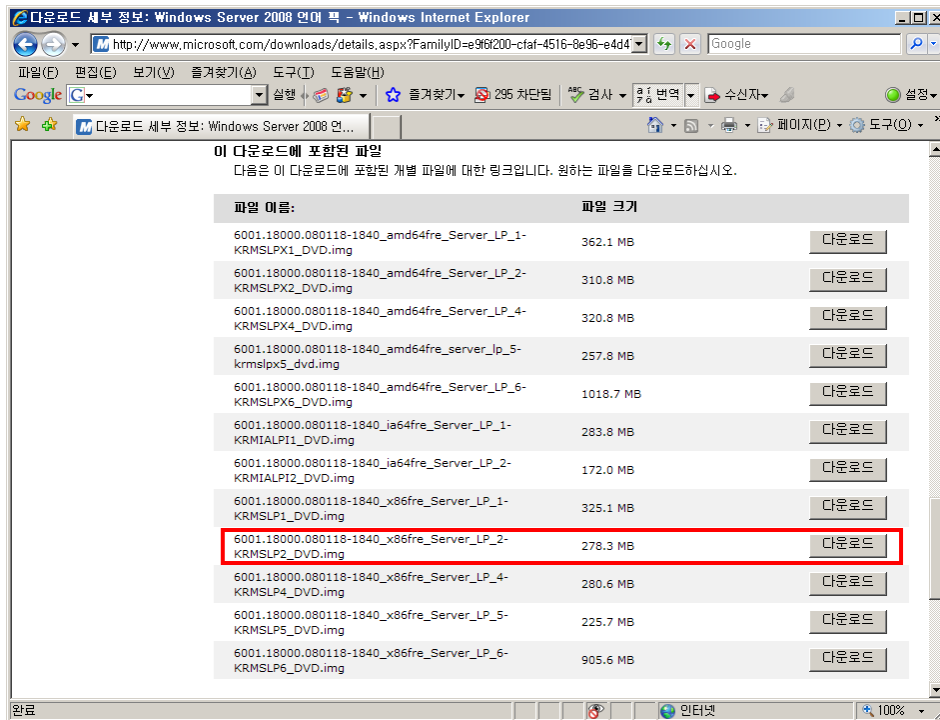 다운로드 세부 정보: Windows Server 2008 언어 팩 - Windows Internet Explorer
http://www.microsoft.com/downloads/details.aspx?FamilyID=e9f6f200-cfaf-4516-8e96-e4d4
Google
파일(F) 편집(E) 보기(V) 즐겨찾기(A) 도구(T) 도움말(H)
Google G 실행 즐겨찾기 295 차단됨 ABC 검사 번역 수신자 설정
다운로드 세부 정보: Windows Server 2008 언... 페이지(P) 도구(O) »
이 다운로드에 포함된 파일
다음은 이 다운로드에 포함된 개별 파일에 대한 링크입니다. 원하는 파일을 다운로드하십시오.
파일 이름: 파일 크기
6001.18000.080118-1840_amd64fre_Server_LP_1-
KRMSLPX1_DVD.img 362.1 MB 다운로드
6001.18000.080118-1840_amd64fre_Server_LP_2-
KRMSLPX2_DVD.img 310.8 MB 다운로드
6001.18000.080118-1840_amd64fre_Server_LP_4-
KRMSLPX4_DVD.img 320.8 MB 다운로드
6001.18000.080118-1840_amd64fre_server_lp_5-
krmslpx5_dvd.img 257.8 MB 다운로드
6001.18000.080118-1840_amd64fre_Server_LP_6-
KRMSLPX6_DVD.img 1018.7 MB 다운로드
6001.18000.080118-1840_ia64fre_Server_LP_1-
KRMIALPI1_DVD.img 283.8 MB 다운로드
6001.18000.080118-1840_ia64fre_Server_LP_2-
KRMIALPI2_DVD.img 172.0 MB 다운로드
6001.18000.080118-1840_x86fre_Server_LP_1-
KRMSLP1_DVD.img 325.1 MB 다운로드
6001.18000.080118-1840_x86fre_Server_LP_2-
KRMSLP2_DVD.img 278.3 MB 다운로드
6001.18000.080118-1840_x86fre_Server_LP_4-
KRMSLP4_DVD.img 280.6 MB 다운로드
6001.18000.080118-1840_x86fre_Server_LP_5-
KRMSLP5_DVD.img 225.7 MB 다운로드
6001.18000.080118-1840_x86fre_Server_LP_6-
KRMSLP6_DVD.img 905.6 MB 다운로드
완료 인터넷 100%